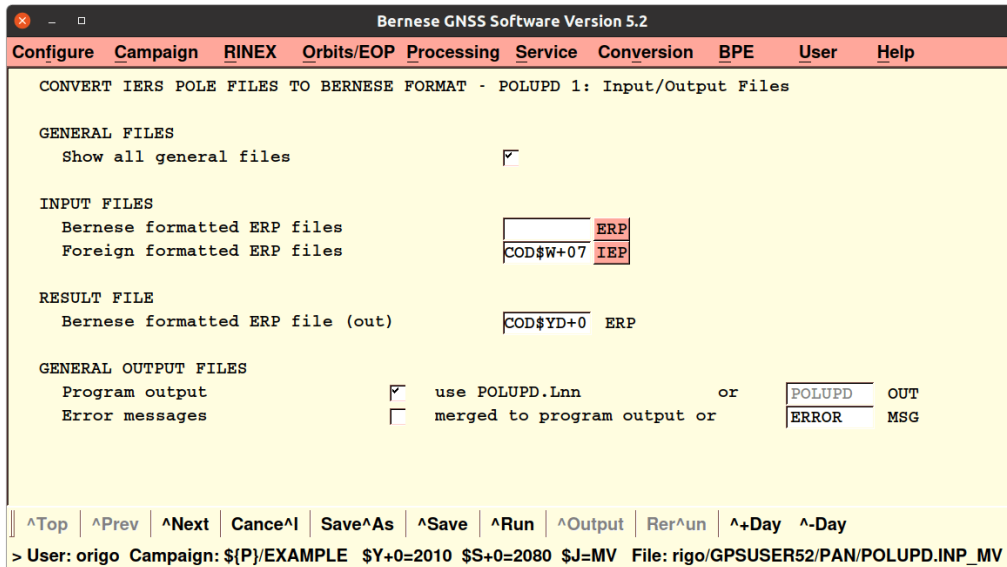 Bernese GNSS Software Version 5.2
Configure Campaign RINEX Orbits/EOP Processing Service Conversion BPE User Help
CONVERT IERS POLE FILES TO BERNESE FORMAT - POLUPD 1: Input/Output Files
GENERAL FILES
Show all general files
INPUT FILES
Bernese formatted ERP files ERP
Foreign formatted ERP files COD$W+07 IEP
RESULT FILE
Bernese formatted ERP file (out) COD$YD+0 ERP
GENERAL OUTPUT FILES
Program output use POLUPD.Lnn or POLUPD OUT
Error messages merged to program output or ERROR MSG
^Top ^Prev ^Next Cance^l Save^As ^Save ^Run ^Output Rer^un ^+Day ^-Day
> User: origo Campaign: ${P}/EXAMPLE $Y+0=2010 $S+0=2080 $J=MV File: rigo/GPSUSER52/PAN/POLUPD.INP_MV